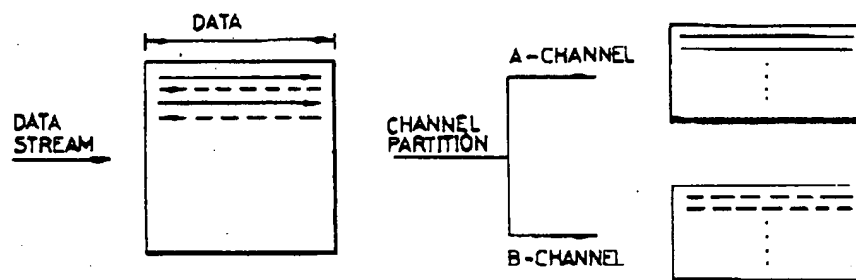 DATA
DATA
STREAM
CHANNEL
PARTITION
A-CHANNEL
B-CHANNEL